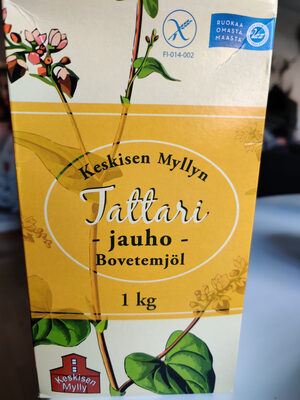 FI-014-002
RUOKAA
OMASTA
MAASTA
Keskisen Myllyn
Tattari
- jauho -
Bovetemjöl
1 kg
Keskisen
Mylly